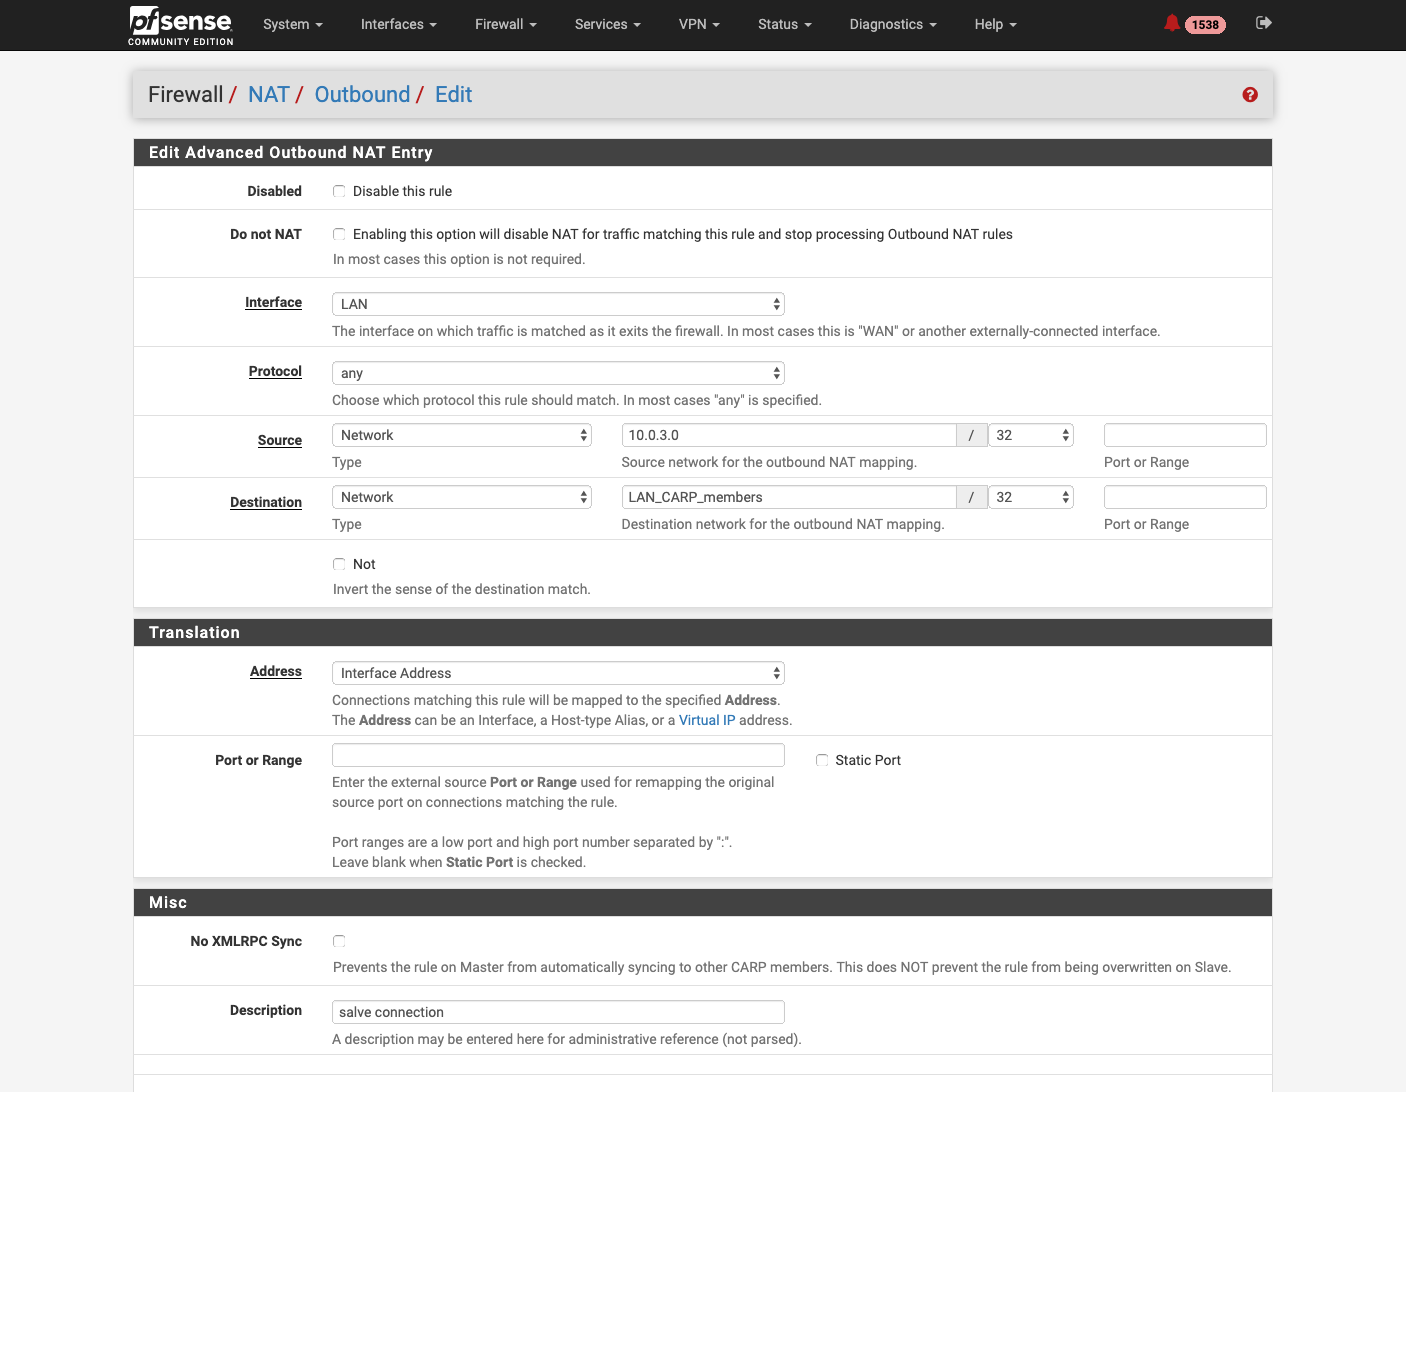 pfsense
COMMUNITY EDITION
System Interfaces Firewall Services VPN Status Diagnostics Help 1538
Firewall / NAT / Outbound / Edit
Edit Advanced Outbound NAT Entry
Disabled Disable this rule
Do not NAT Enabling this option will disable NAT for traffic matching this rule and stop processing Outbound NAT rules
In most cases this option is not required.
Interface LAN
The interface on which traffic is matched as it exits the firewall. In most cases this is "WAN" or another externally-connected interface.
Protocol any
Choose which protocol this rule should match. In most cases "any" is specified.
Source Network 10.0.3.0 / 32
Type Source network for the outbound NAT mapping. Port or Range
Destination Network LAN_CARP_members / 32
Type Destination network for the outbound NAT mapping. Port or Range
Not
Invert the sense of the destination match.
Translation
Address Interface Address
Connections matching this rule will be mapped to the specified Address.
The Address can be an Interface, a Host-type Alias, or a Virtual IP address.
Port or Range Static Port
Enter the external source Port or Range used for remapping the original
source port on connections matching the rule.
Port ranges are a low port and high port number separated by ":".
Leave blank when Static Port is checked.
Misc
No XMLRPC Sync
Prevents the rule on Master from automatically syncing to other CARP members. This does NOT prevent the rule from being overwritten on Slave.
Description salve connection
A description may be entered here for administrative reference (not parsed).